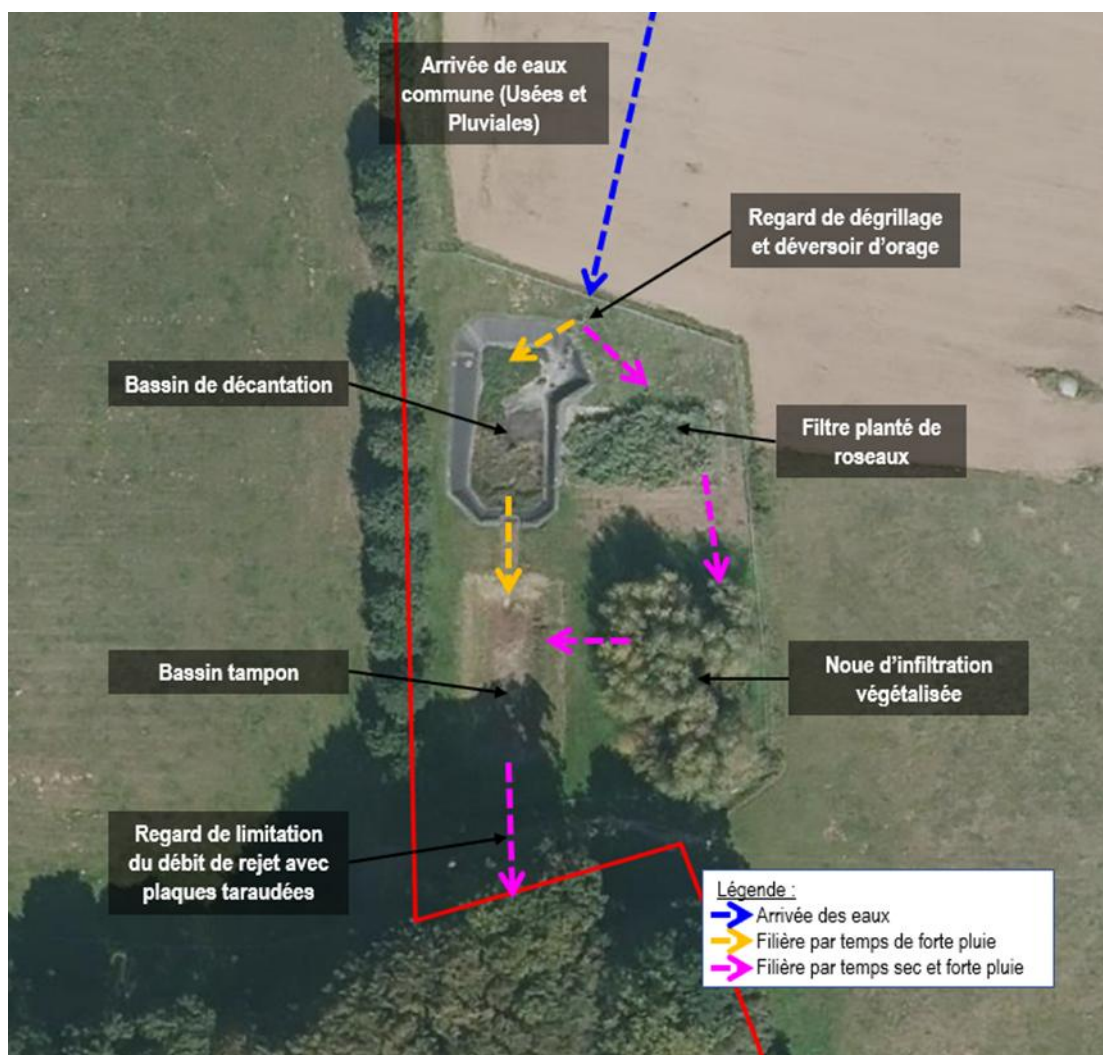 Arrivée de eaux
commune (Usées et
Pluviales)
Regard de dégrillage
et déversoir d'orage
Bassin de décantation
Filtre planté de
roseaux
Bassin tampon
Noue d'infiltration
végétalisée
Regard de limitation
du débit de rejet avec
plaques taraudées
Légende :
Arrivée des eaux
Filière par temps de forte pluie
Filière par temps sec et forte pluie